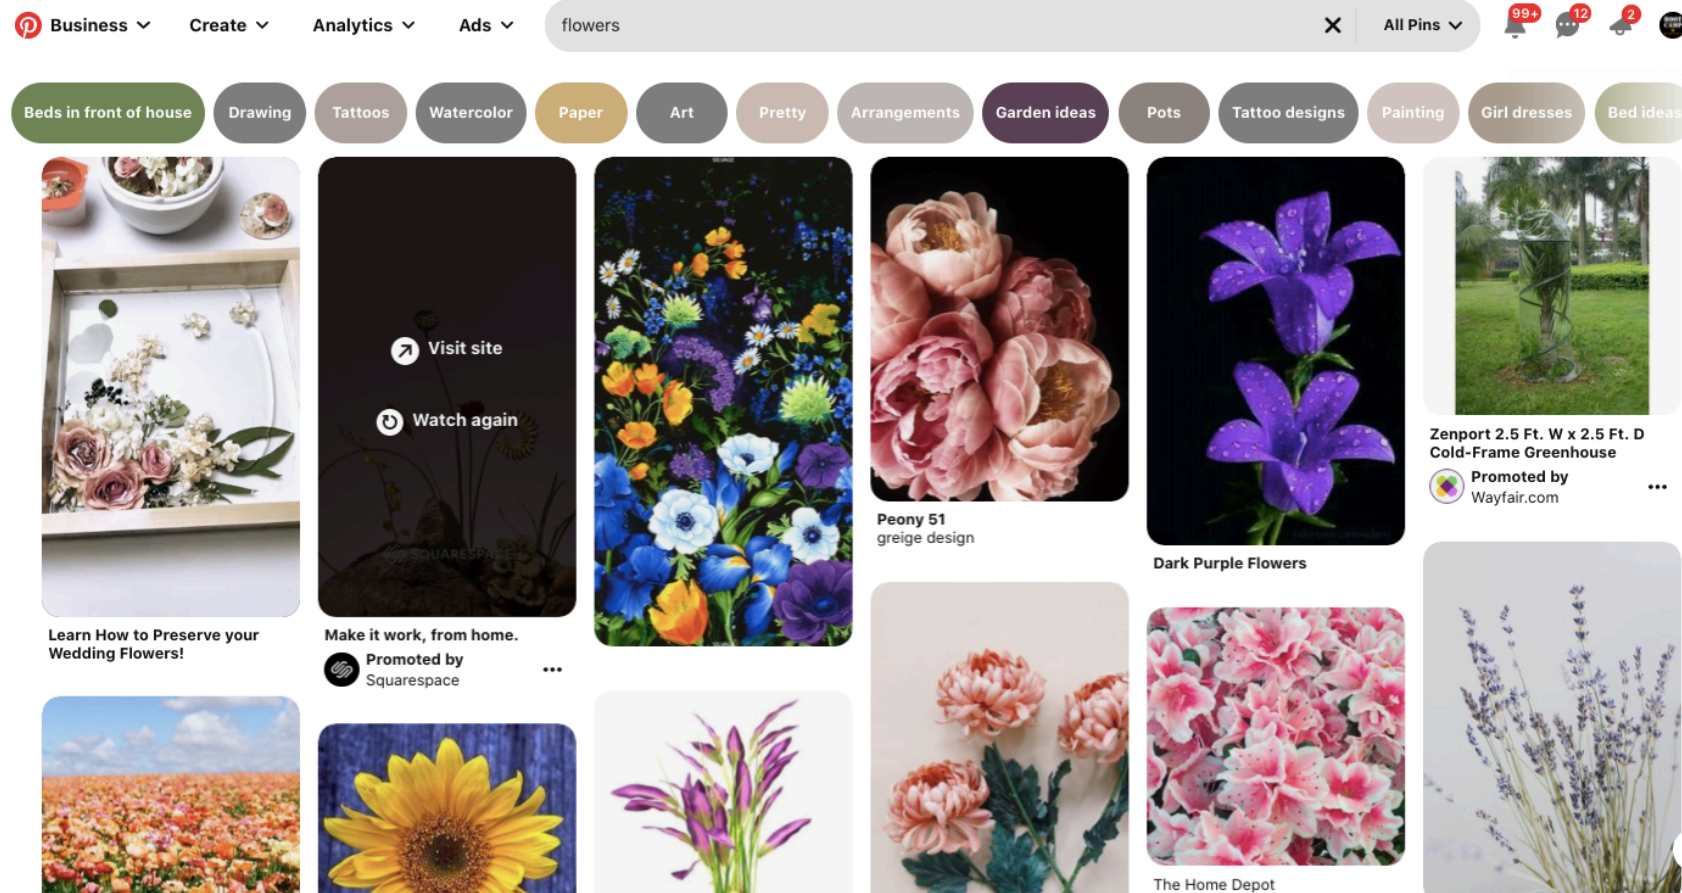 Business
Create
Analytics
Ads
flowers
All Pins
99+
12
2
Beds in front of house
Drawing
Tattoos
Watercolor
Paper
Art
Pretty
Arrangements
Garden ideas
Pots
Tattoo designs
Painting
Girl dresses
Bed ideas
Visit site
Watch again
SQUARESPACE
Learn How to Preserve your
Wedding Flowers!
Make it work, from home.
Promoted by
Squarespace
Peony 51
greige design
Dark Purple Flowers
Zenport 2.5 Ft. W x 2.5 Ft. D
Cold-Frame Greenhouse
Promoted by
Wayfair.com
The Home Depot